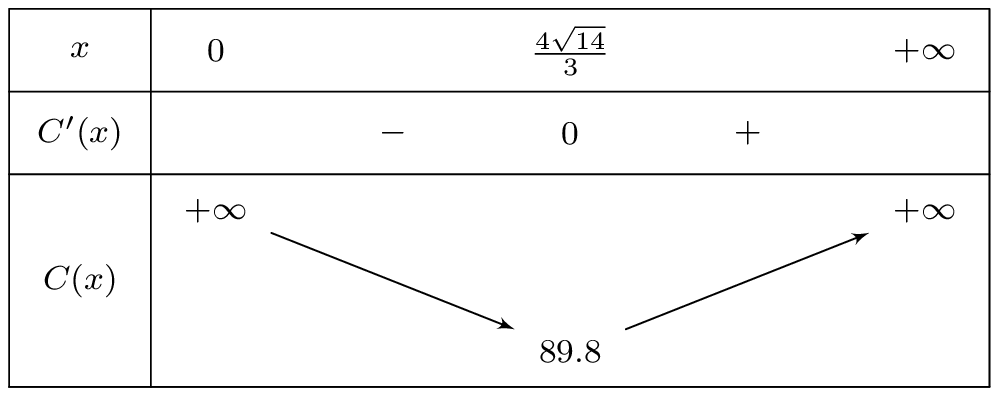 x 0 4√14/3 +∞
C′(x) − 0 +
+∞ +∞
C(x)
89.8